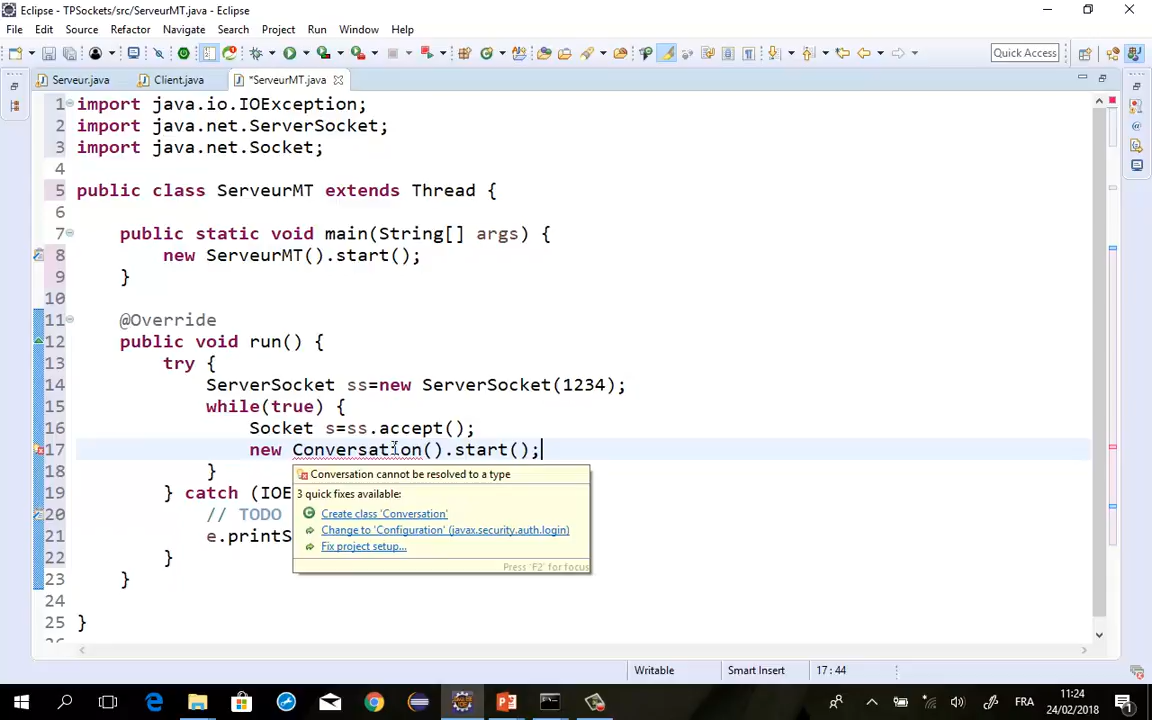 Eclipse - TPSockets/src/ServeurMT.java - Eclipse
File Edit Source Refactor Navigate Search Project Run Window Help
Quick Access
Serveur.java Client.java *ServeurMT.java
1 import java.io.IOException;
2 import java.net.ServerSocket;
3 import java.net.Socket;
4
5 public class ServeurMT extends Thread {
6
7 public static void main(String[] args) {
8 new ServeurMT().start();
9 }
10
11 @Override
12 public void run() {
13 try {
14 ServerSocket ss=new ServerSocket(1234);
15 while(true) {
16 Socket s=ss.accept();
17 new Conversation().start();
18 }
19 } catch (IOE
20 // TODO
21 e.printS
22 }
23 }
24
25 }
26
Conversation cannot be resolved to a type
3 quick fixes available:
Create class 'Conversation'
Change to 'Configuration' (javax.security.auth.login)
Fix project setup...
Press 'F2' for focus
Writable Smart Insert 17 : 44
FRA
11:24
24/02/2018
1